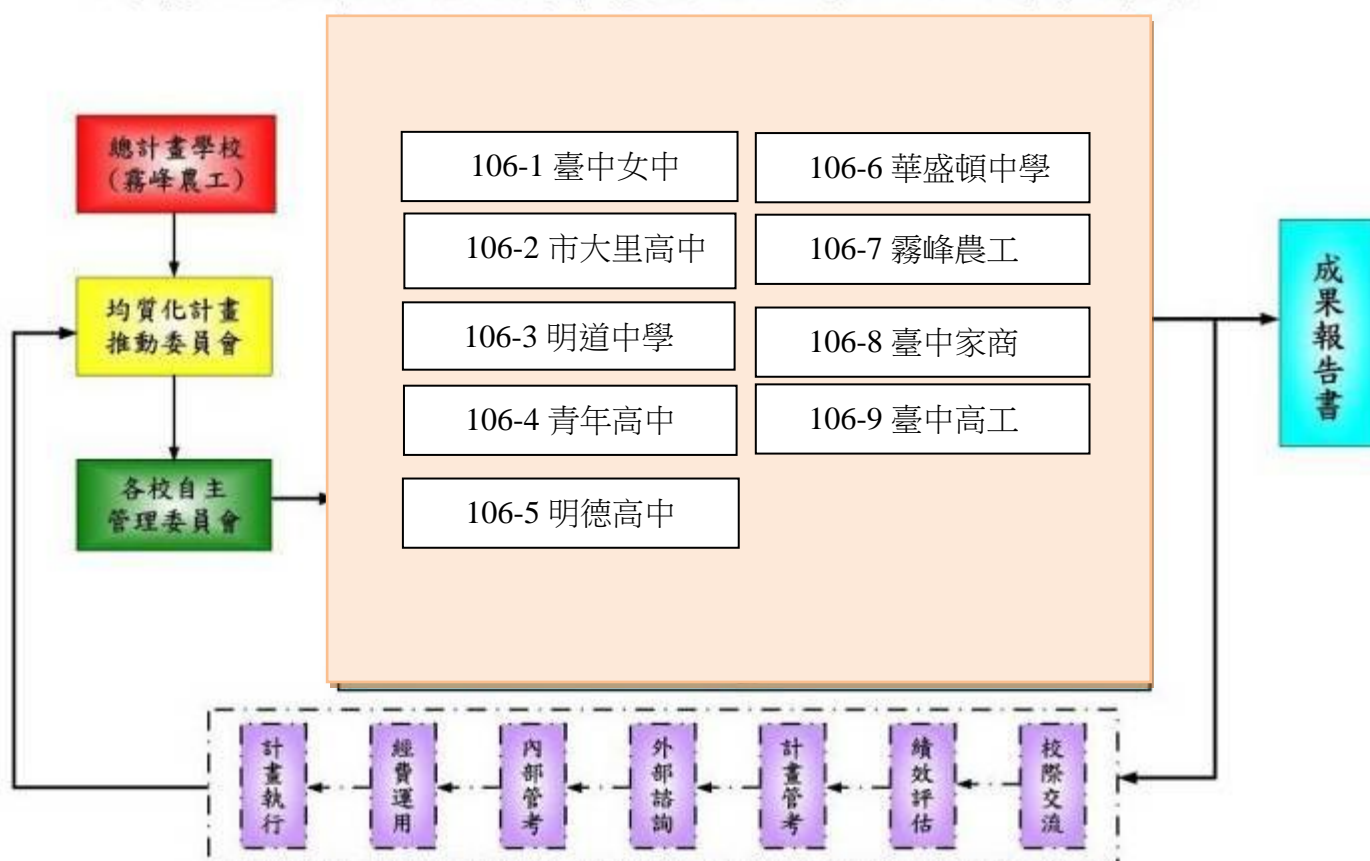 總計畫學校
(霧峰農工)
均質化計畫
推動委員會
各校自主
管理委員會
106-1 臺中女中
106-2 市大里高中
106-3 明道中學
106-4 青年高中
106-5 明德高中
106-6 華盛頓中學
106-7 霧峰農工
106-8 臺中家商
106-9 臺中高工
成果報告書
計畫執行
經費運用
內部管考
外部諮詢
計畫管考
績效評估
校際交流